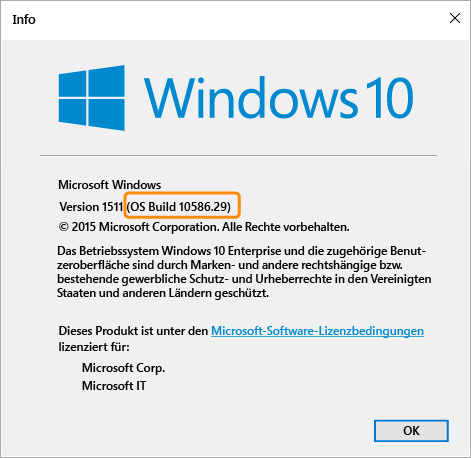 Info
Windows 10
Microsoft Windows
Version 1511 (OS Build 10586.29)
© 2015 Microsoft Corporation. Alle Rechte vorbehalten.
Das Betriebssystem Windows 10 Enterprise und die zugehörige Benut-
zeroberfläche sind durch Marken- und andere rechtshängige bzw.
bestehende gewerbliche Schutz- und Urheberrechte in den Vereinigten
Staaten und anderen Ländern geschützt.
Dieses Produkt ist unter den Microsoft-Software-Lizenzbedingungen
lizenziert für:
Microsoft Corp.
Microsoft IT
OK